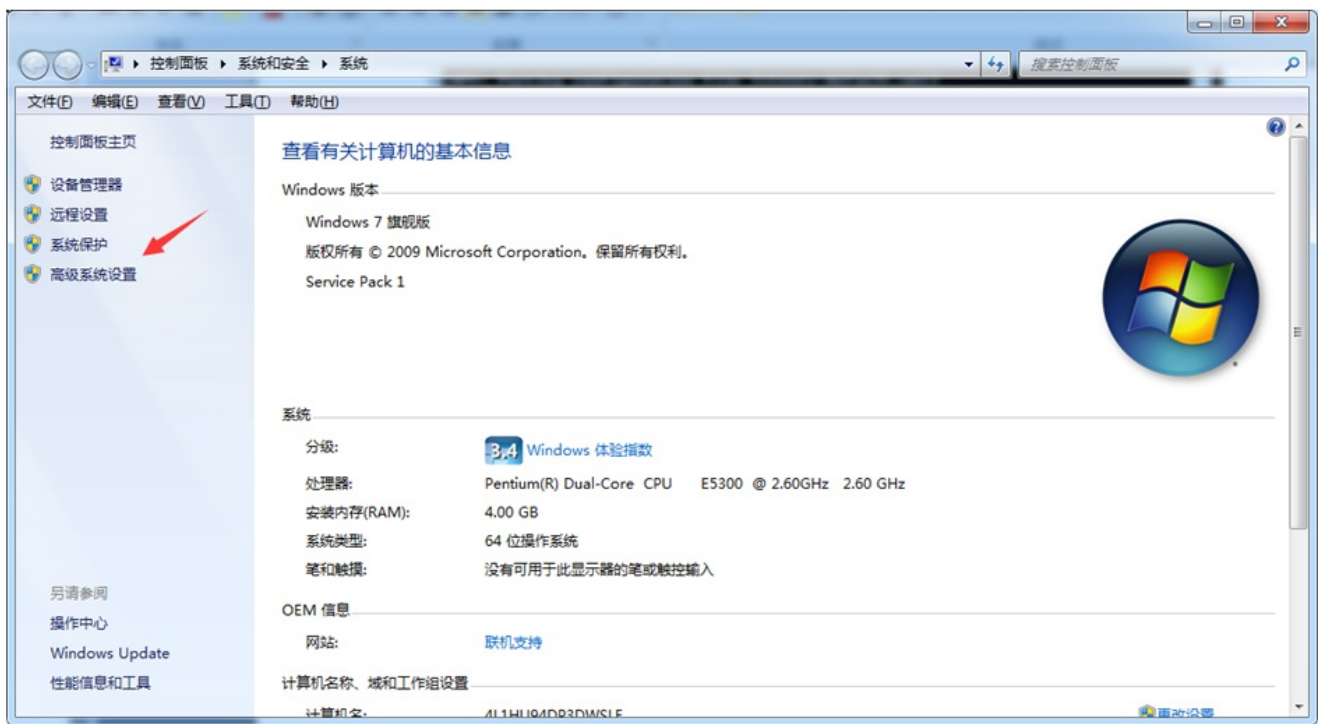 控制面板 ▸ 系统和安全 ▸ 系统
搜索控制面板
文件(F) 编辑(E) 查看(V) 工具(T) 帮助(H)
控制面板主页
设备管理器
远程设置
系统保护
高级系统设置
另请参阅
操作中心
Windows Update
性能信息和工具
查看有关计算机的基本信息
Windows 版本
Windows 7 旗舰版
版权所有 © 2009 Microsoft Corporation。保留所有权利。
Service Pack 1
系统
分级:
3.4 Windows 体验指数
处理器: Pentium(R) Dual-Core CPU E5300 @ 2.60GHz 2.60 GHz
安装内存(RAM): 4.00 GB
系统类型: 64 位操作系统
笔和触摸: 没有可用于此显示器的笔或触控输入
OEM 信息
网站: 联机支持
计算机名称、域和工作组设置
计算机名: 更改设置